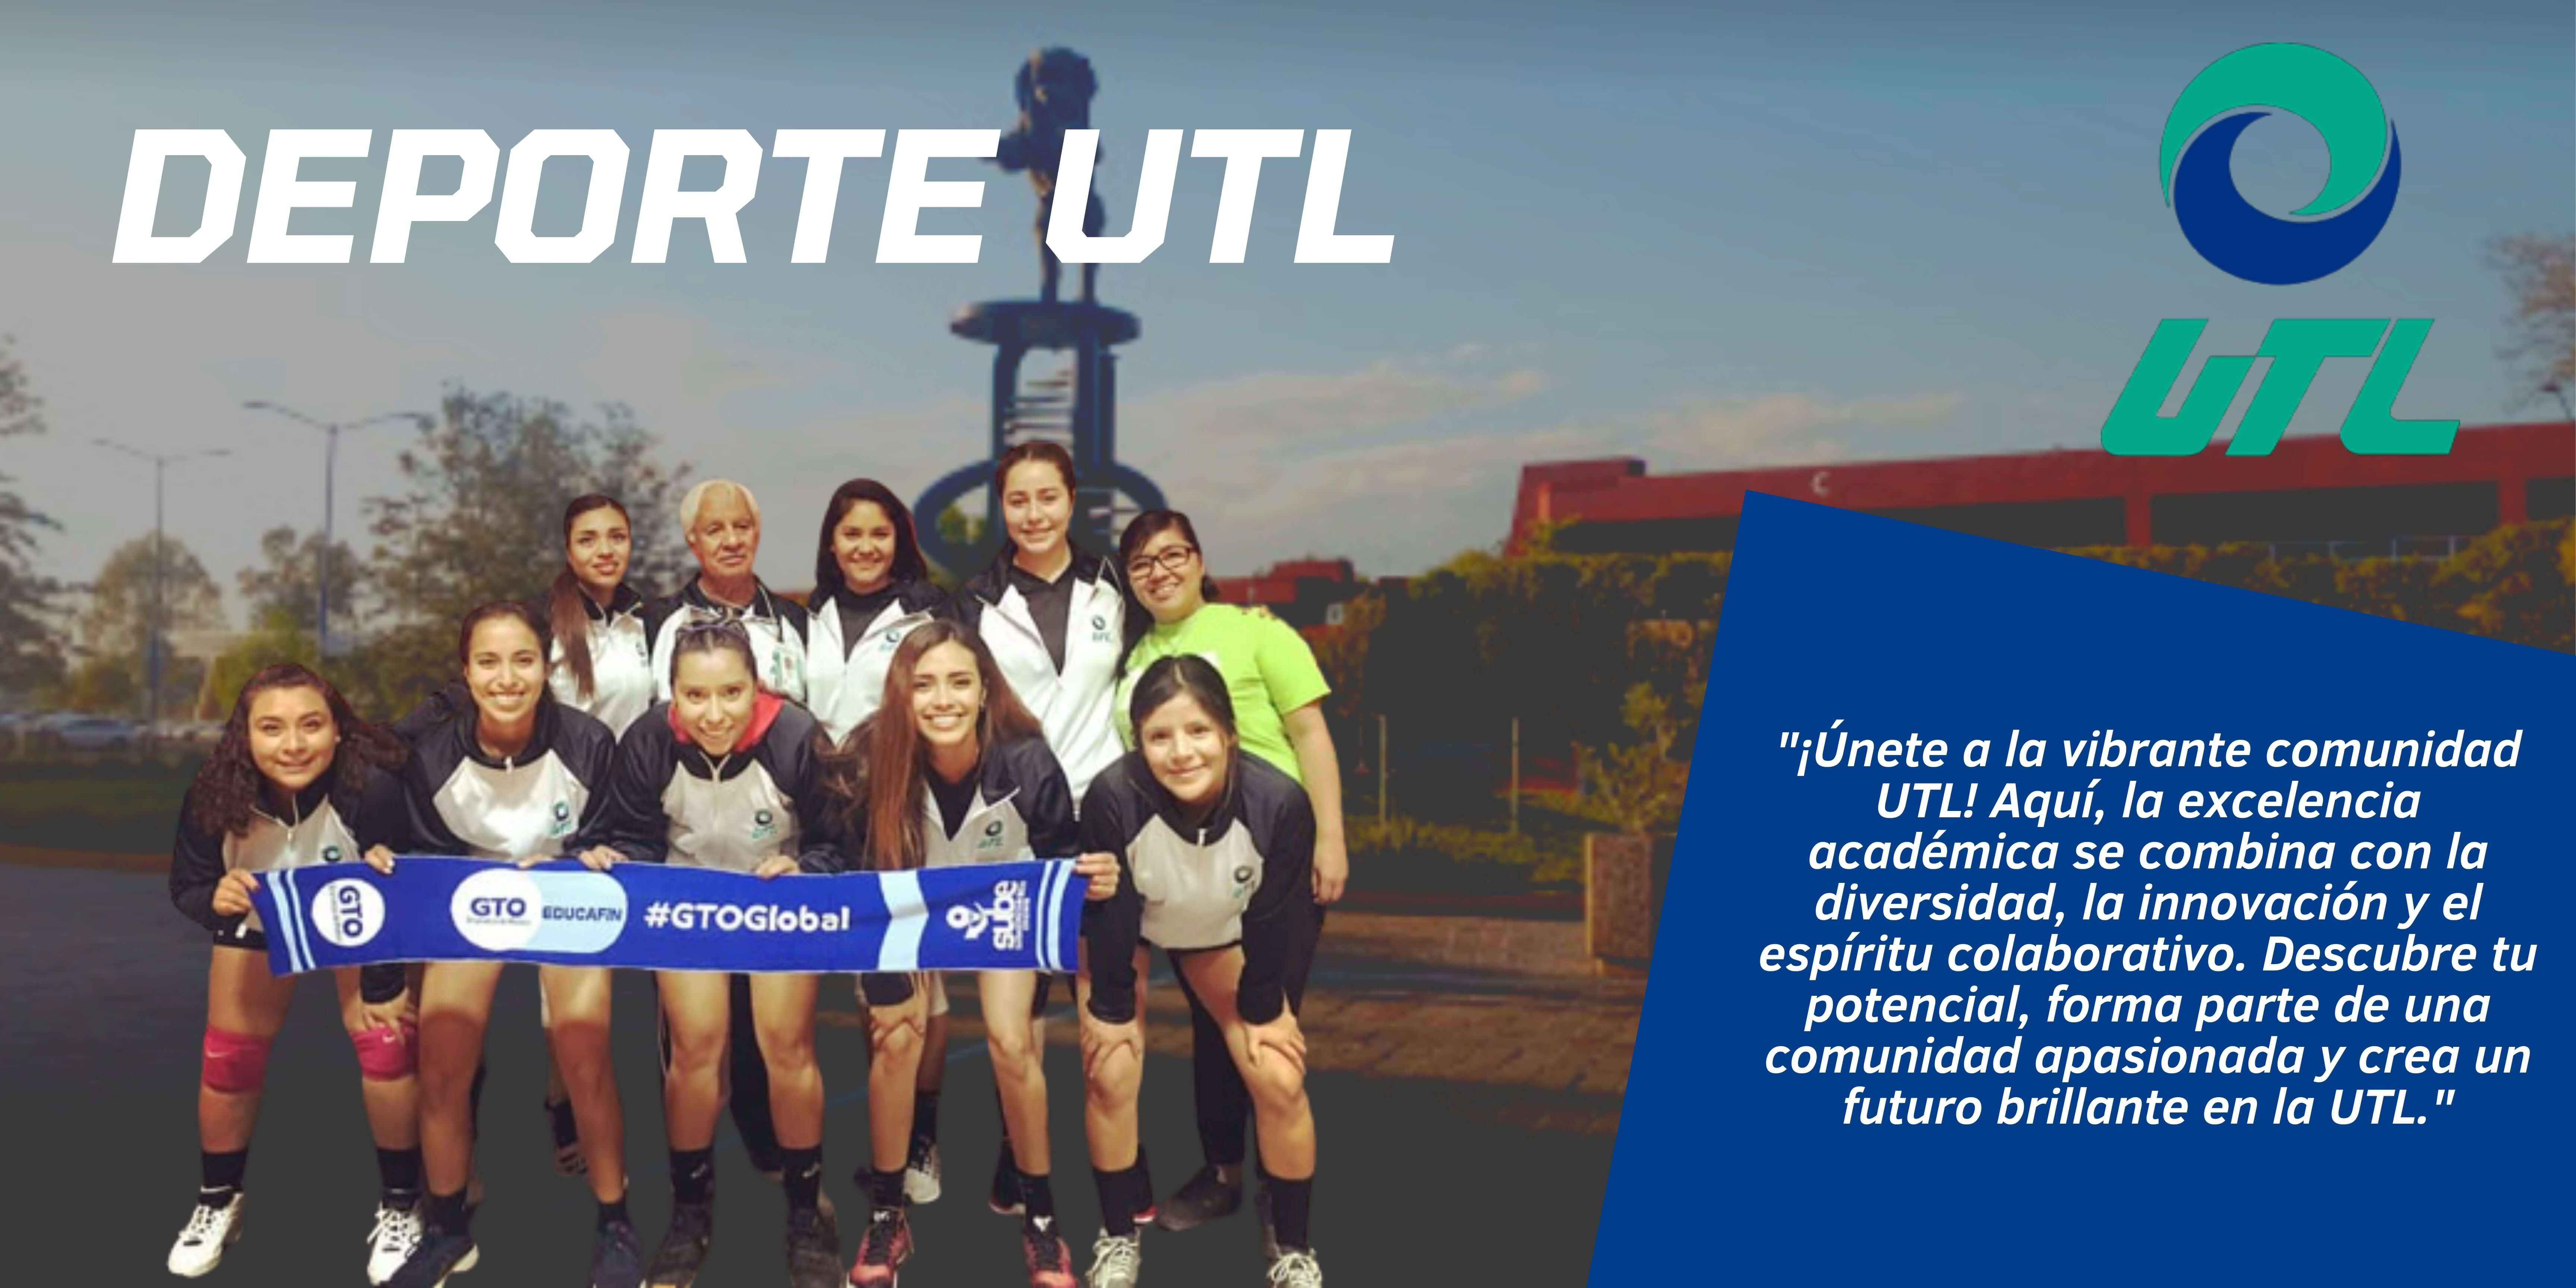 DEPORTE UTL
UTL
C
GTO
GTO
EDUCAFIN
#GTOGlobal
sube
UTL
"¡Únete a la vibrante comunidad
UTL! Aquí, la excelencia
académica se combina con la
diversidad, la innovación y el
espíritu colaborativo. Descubre tu
potencial, forma parte de una
comunidad apasionada y crea un
futuro brillante en la UTL."